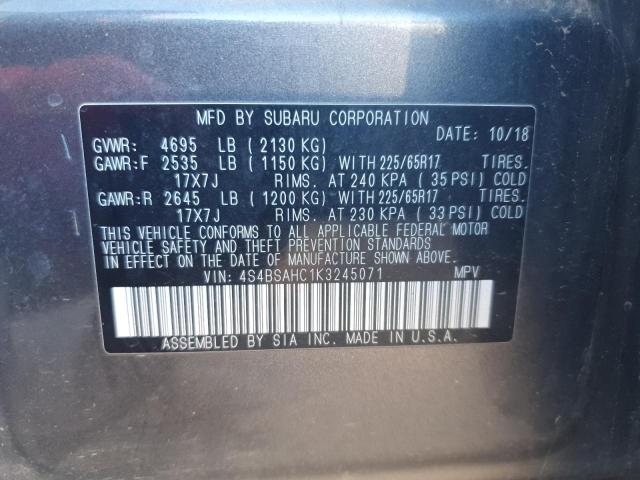 MFD BY SUBARU CORPORATION
GVWR: 4695 LB (2130 KG) DATE: 10/18
GAWR:F 2535 LB (1150 KG) WITH 225/65R17 TIRES.
17X7J RIMS. AT 240 KPA (35 PSI) COLD
GAWR:R 2645 LB (1200 KG) WITH 225/65R17 TIRES.
17X7J RIMS. AT 230 KPA (33 PSI) COLD
THIS VEHICLE CONFORMS TO ALL APPLICABLE FEDERAL MOTOR
VEHICLE SAFETY AND THEFT PREVENTION STANDARDS
IN EFFECT ON THE DATE OF MANUFACTURE SHOWN ABOVE.
VIN: 4S4BSAHC1K3245071 MPV
ASSEMBLED BY SIA INC. MADE IN U.S.A.